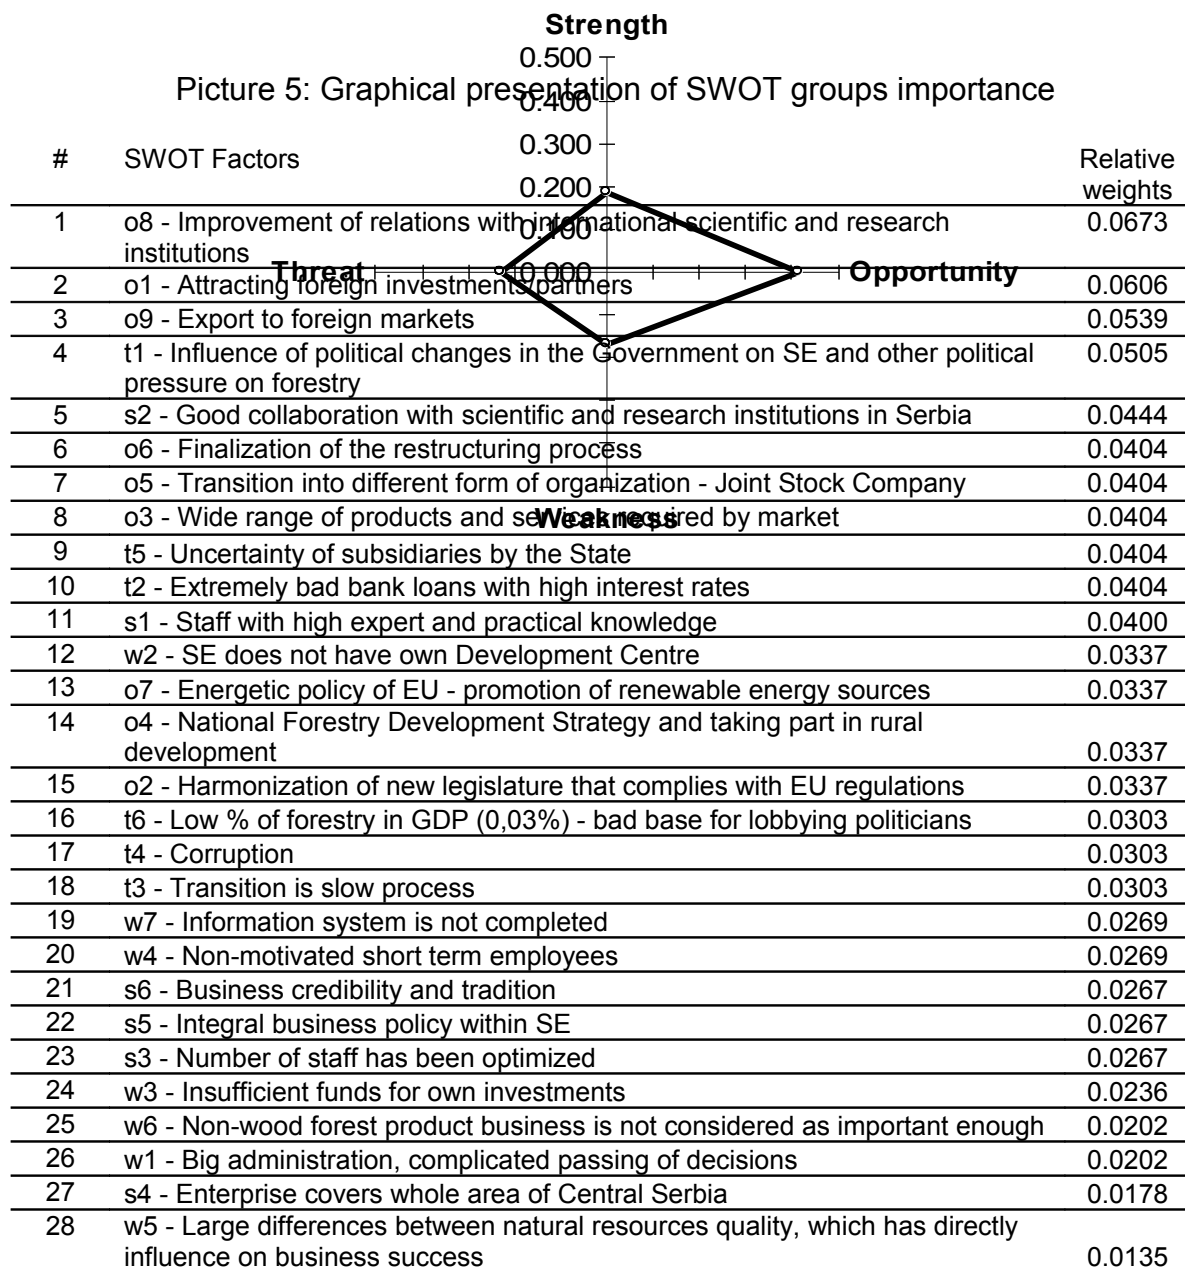 Strength
0.500
Picture 5: Graphical presentation of SWOT groups importance
0.400
0.300
# SWOT Factors Relative
weights
0.200
1 o8 - Improvement of relations with international scientific and research 0.0673
0.100
institutions
Threat 0.000 Opportunity
2 o1 - Attracting foreign investments/partners 0.0606
3 o9 - Export to foreign markets 0.0539
4 t1 - Influence of political changes in the Government on SE and other political 0.0505
pressure on forestry
5 s2 - Good collaboration with scientific and research institutions in Serbia 0.0444
6 o6 - Finalization of the restructuring process 0.0404
7 o5 - Transition into different form of organization - Joint Stock Company 0.0404
8 o3 - Wide range of products and services required by market 0.0404
Weakness
9 t5 - Uncertainty of subsidiaries by the State 0.0404
10 t2 - Extremely bad bank loans with high interest rates 0.0404
11 s1 - Staff with high expert and practical knowledge 0.0400
12 w2 - SE does not have own Development Centre 0.0337
13 o7 - Energetic policy of EU - promotion of renewable energy sources 0.0337
14 o4 - National Forestry Development Strategy and taking part in rural
development 0.0337
15 o2 - Harmonization of new legislature that complies with EU regulations 0.0337
16 t6 - Low % of forestry in GDP (0,03%) - bad base for lobbying politicians 0.0303
17 t4 - Corruption 0.0303
18 t3 - Transition is slow process 0.0303
19 w7 - Information system is not completed 0.0269
20 w4 - Non-motivated short term employees 0.0269
21 s6 - Business credibility and tradition 0.0267
22 s5 - Integral business policy within SE 0.0267
23 s3 - Number of staff has been optimized 0.0267
24 w3 - Insufficient funds for own investments 0.0236
25 w6 - Non-wood forest product business is not considered as important enough 0.0202
26 w1 - Big administration, complicated passing of decisions 0.0202
27 s4 - Enterprise covers whole area of Central Serbia 0.0178
28 w5 - Large differences between natural resources quality, which has directly
influence on business success 0.0135